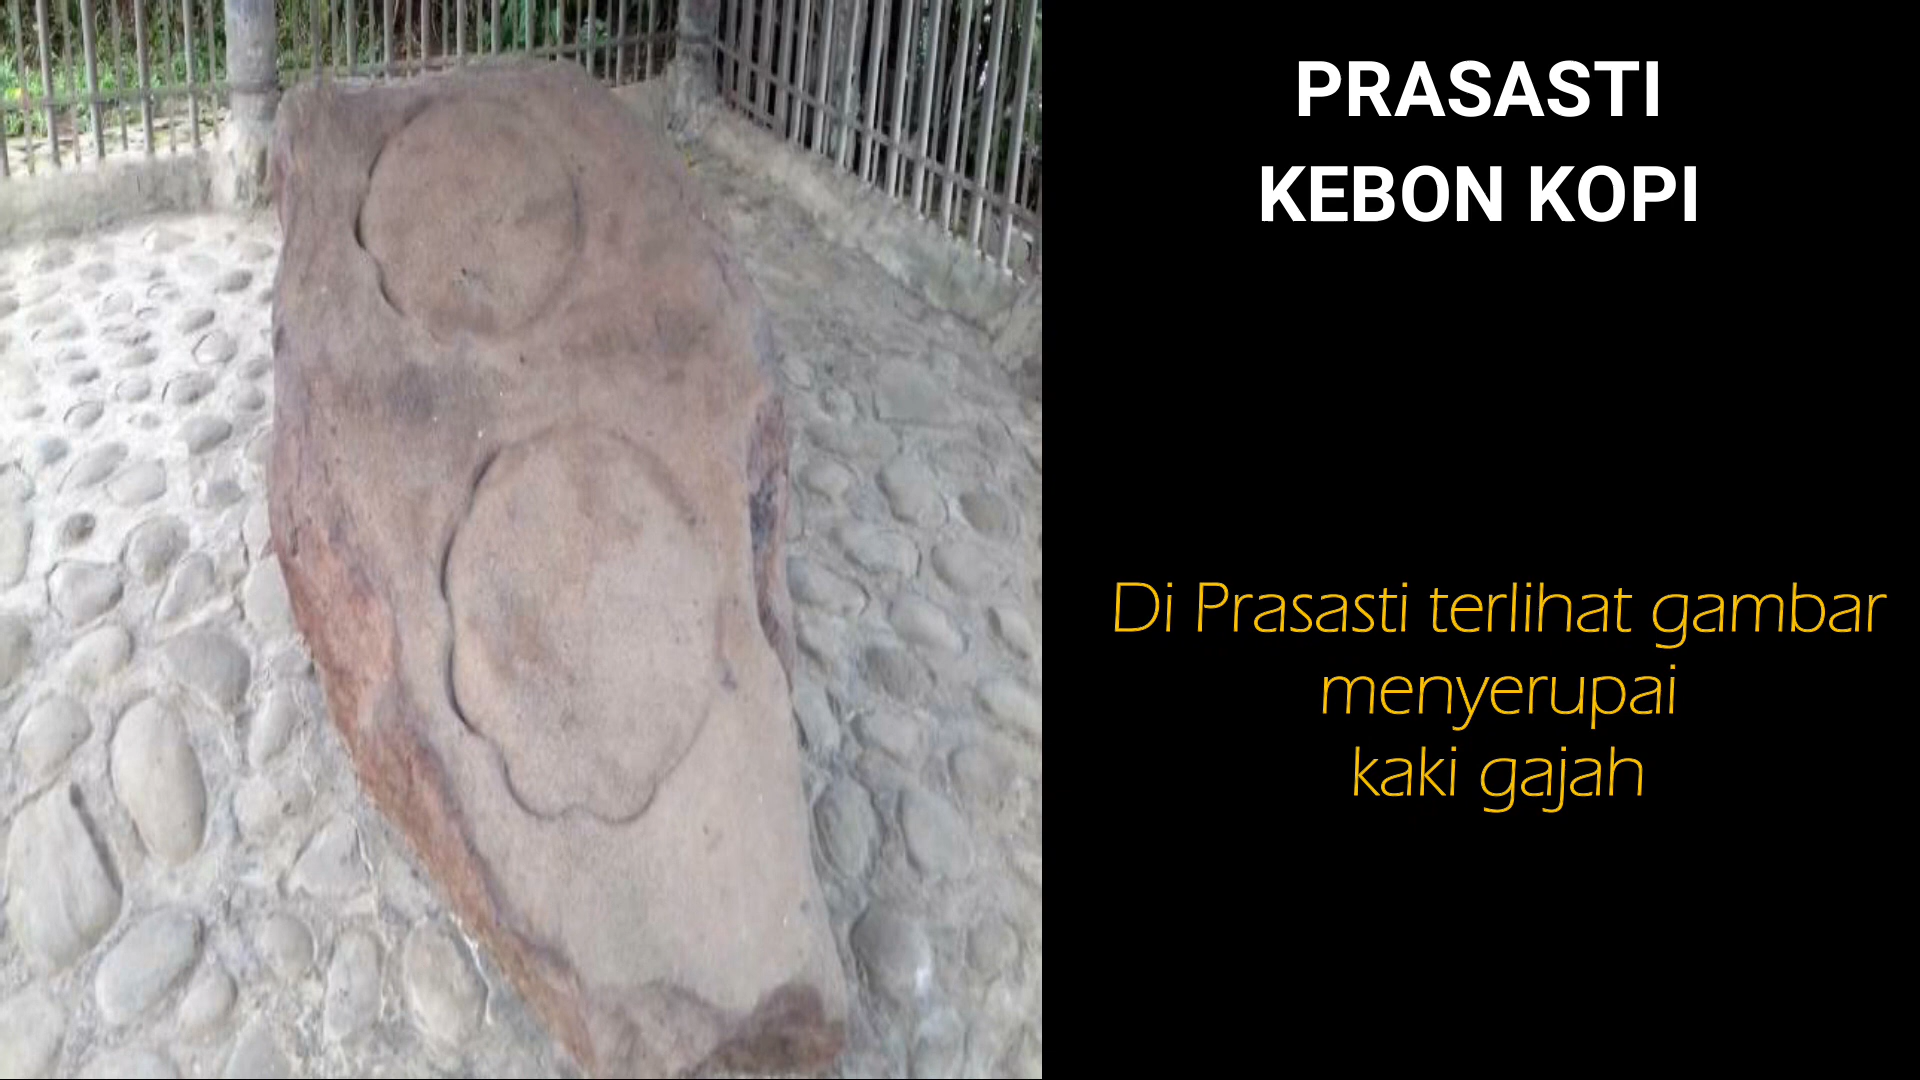 PRASASTI
KEBON KOPI
Di Prasasti terlihat gambar
menyerupai
kaki gajah